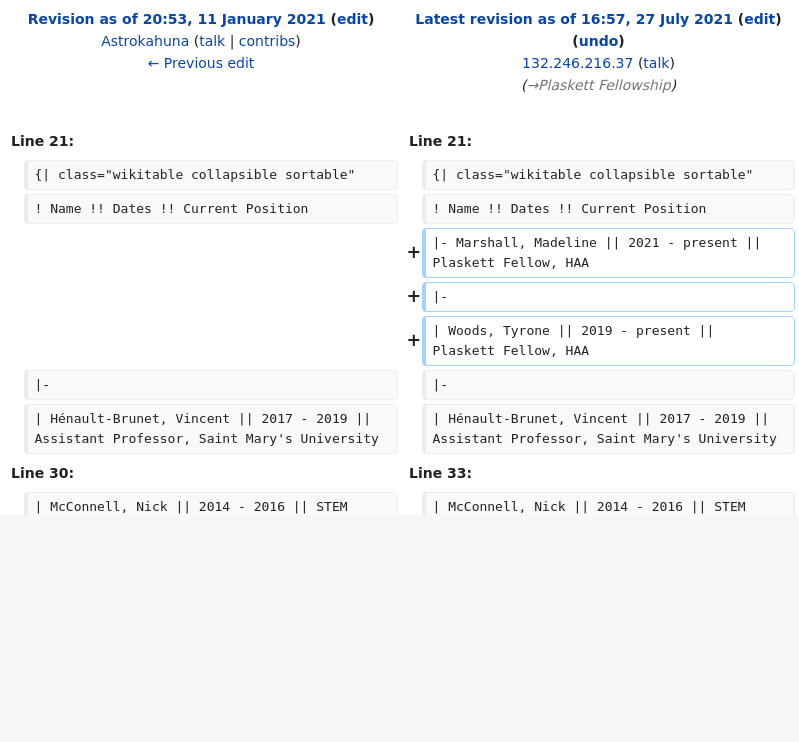 Revision as of 20:53, 11 January 2021 (edit)
Astrokahuna (talk | contribs)
← Previous edit
Latest revision as of 16:57, 27 July 2021 (edit)
(undo)
132.246.216.37 (talk)
(→Plaskett Fellowship)
Line 21:
Line 21:
{| class="wikitable collapsible sortable"
{| class="wikitable collapsible sortable"
! Name !! Dates !! Current Position
! Name !! Dates !! Current Position
+ |- Marshall, Madeline || 2021 - present ||
Plaskett Fellow, HAA
+ |-
+ | Woods, Tyrone || 2019 - present ||
Plaskett Fellow, HAA
|-
|-
| Hénault-Brunet, Vincent || 2017 - 2019 ||
Assistant Professor, Saint Mary's University
| Hénault-Brunet, Vincent || 2017 - 2019 ||
Assistant Professor, Saint Mary's University
Line 30:
Line 33:
| McConnell, Nick || 2014 - 2016 || STEM
| McConnell, Nick || 2014 - 2016 || STEM